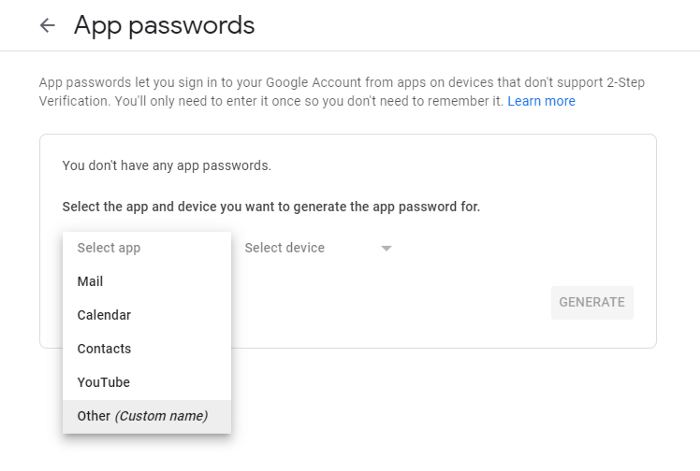 App passwords
App passwords let you sign in to your Google Account from apps on devices that don't support 2-Step
Verification. You'll only need to enter it once so you don't need to remember it. Learn more
You don't have any app passwords.
Select the app and device you want to generate the app password for.
Select app
Select device
Mail
Calendar
GENERATE
Contacts
YouTube
Other (Custom name)